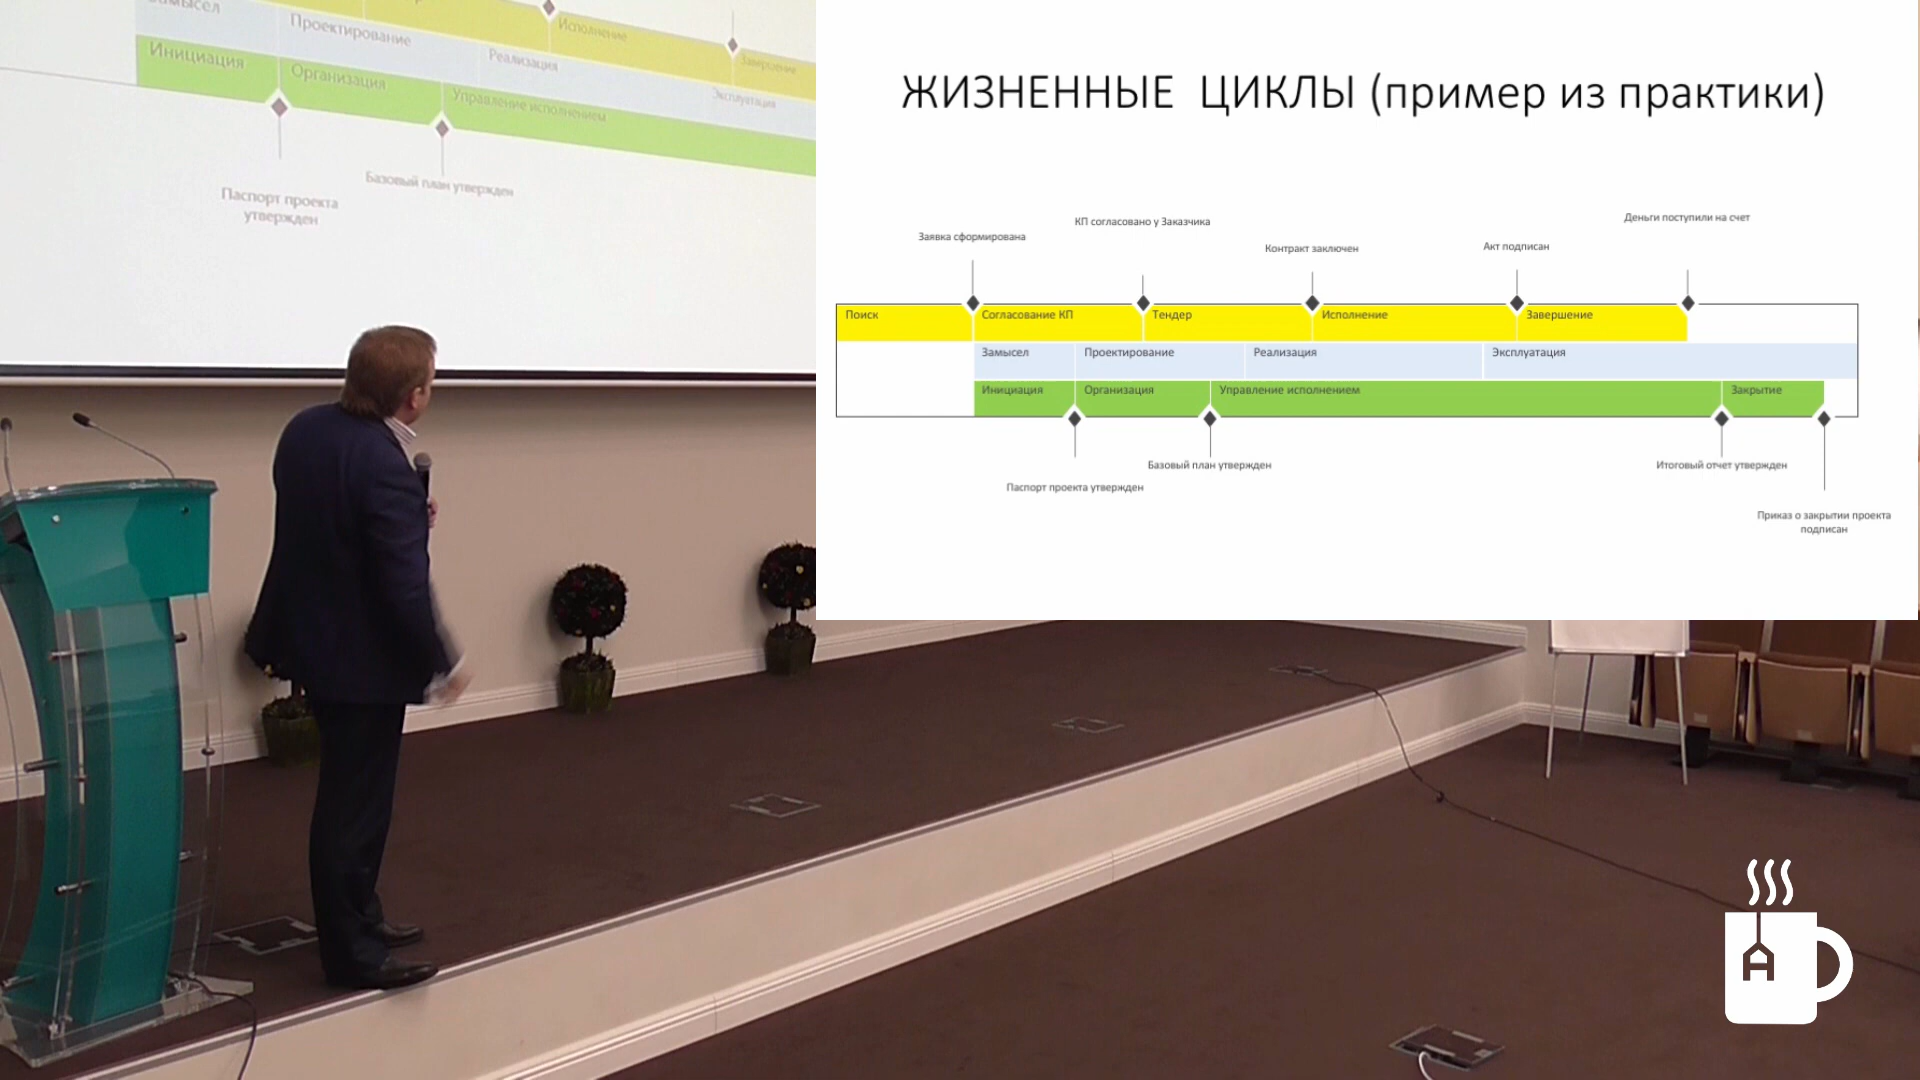 Замысел
Проектирование
Исполнение
Реализация
Завершение
Инициация
Организация
Управление исполнением
Эксплуатация
Базовый план утвержден
Паспорт проекта
утвержден
ЖИЗНЕННЫЕ ЦИКЛЫ (пример из практики)
Деньги поступили на счет
КП согласовано у Заказчика
Заявка сформирована
Контракт заключен
Акт подписан
Поиск
Согласование КП
Тендер
Исполнение
Завершение
Замысел
Проектирование
Реализация
Эксплуатация
Инициация
Организация
Управление исполнением
Закрытие
Базовый план утвержден
Итоговый отчет утвержден
Паспорт проекта утвержден
Приказ о закрытии проекта
подписан
А